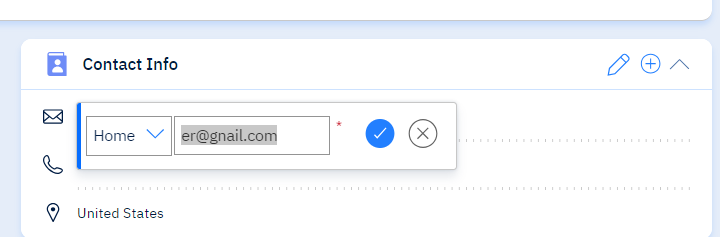 Contact Info
Home er@gnail.com *
United States